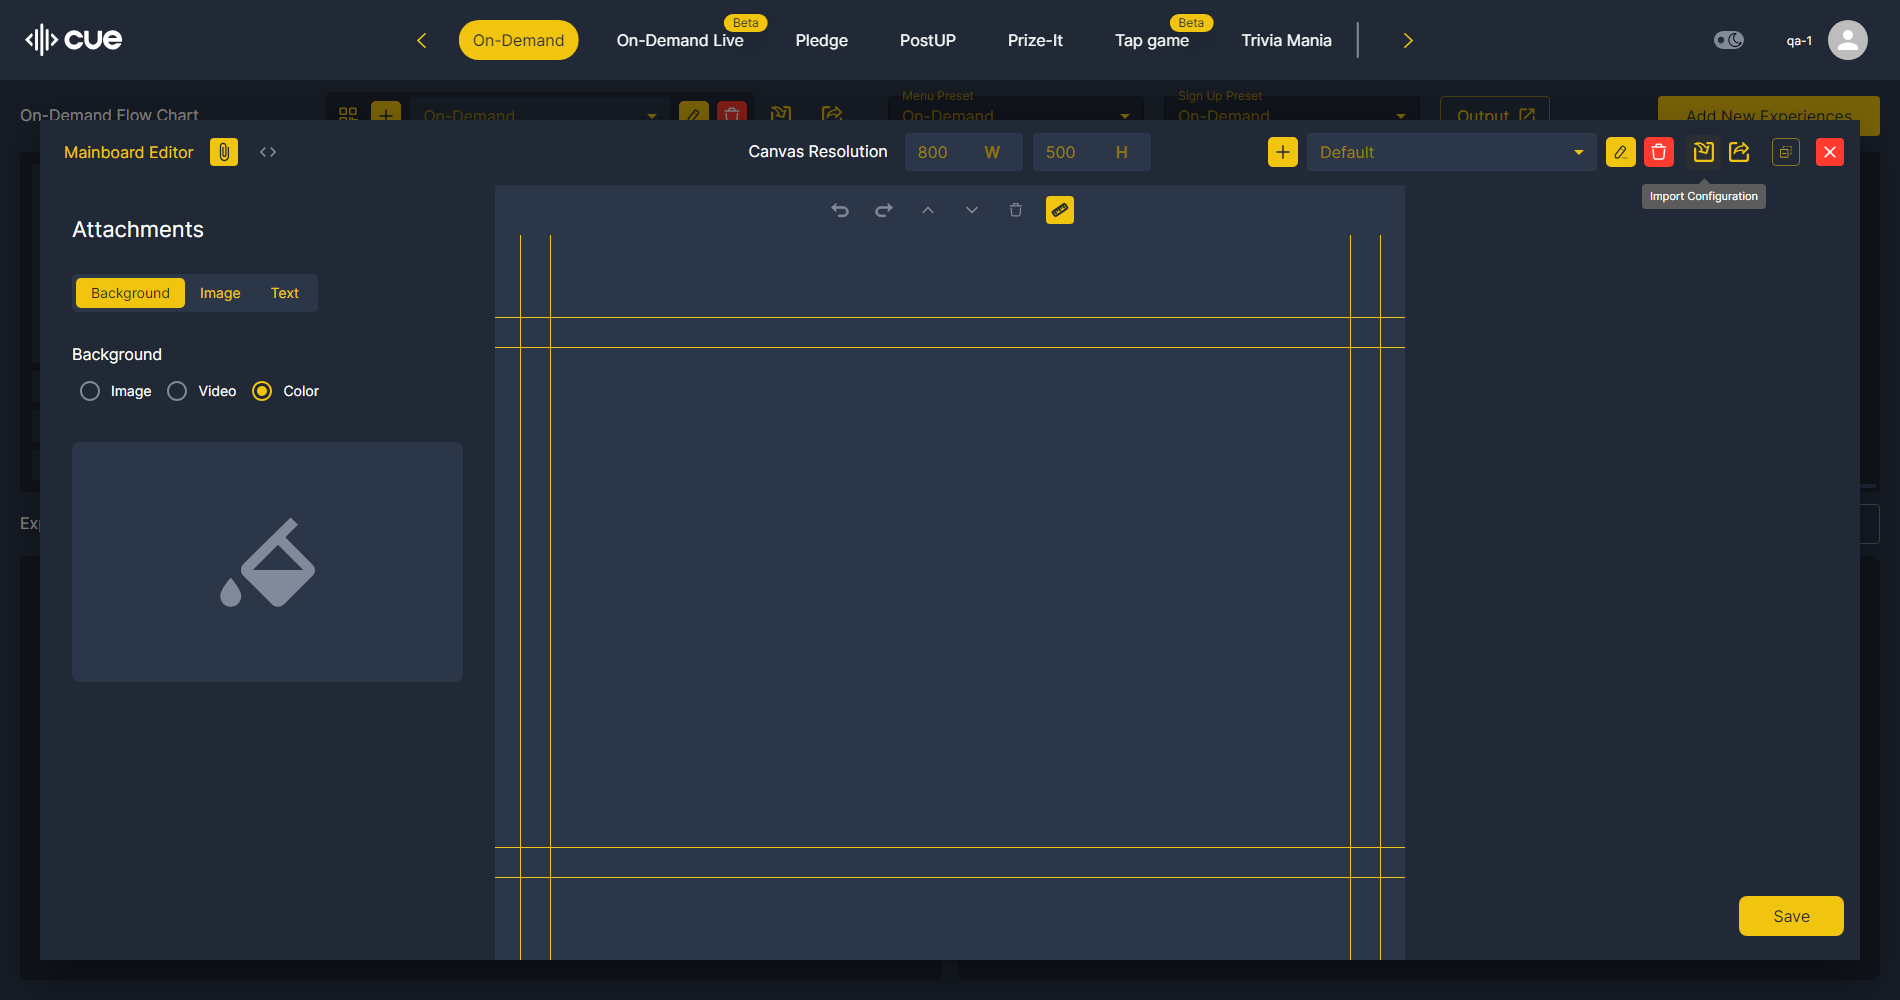 cue
On-Demand
On-Demand Live
Beta
Pledge
PostUP
Prize-It
Tap game
Beta
Trivia Mania
qa-1
On-Demand Flow Chart
On-Demand
Menu Preset
On-Demand
Sign Up Preset
On-Demand
Output
Add New Experiences
Mainboard Editor
Canvas Resolution
800 W
500 H
Default
Import Configuration
Attachments
Background
Image
Text
Background
Image
Video
Color
Save